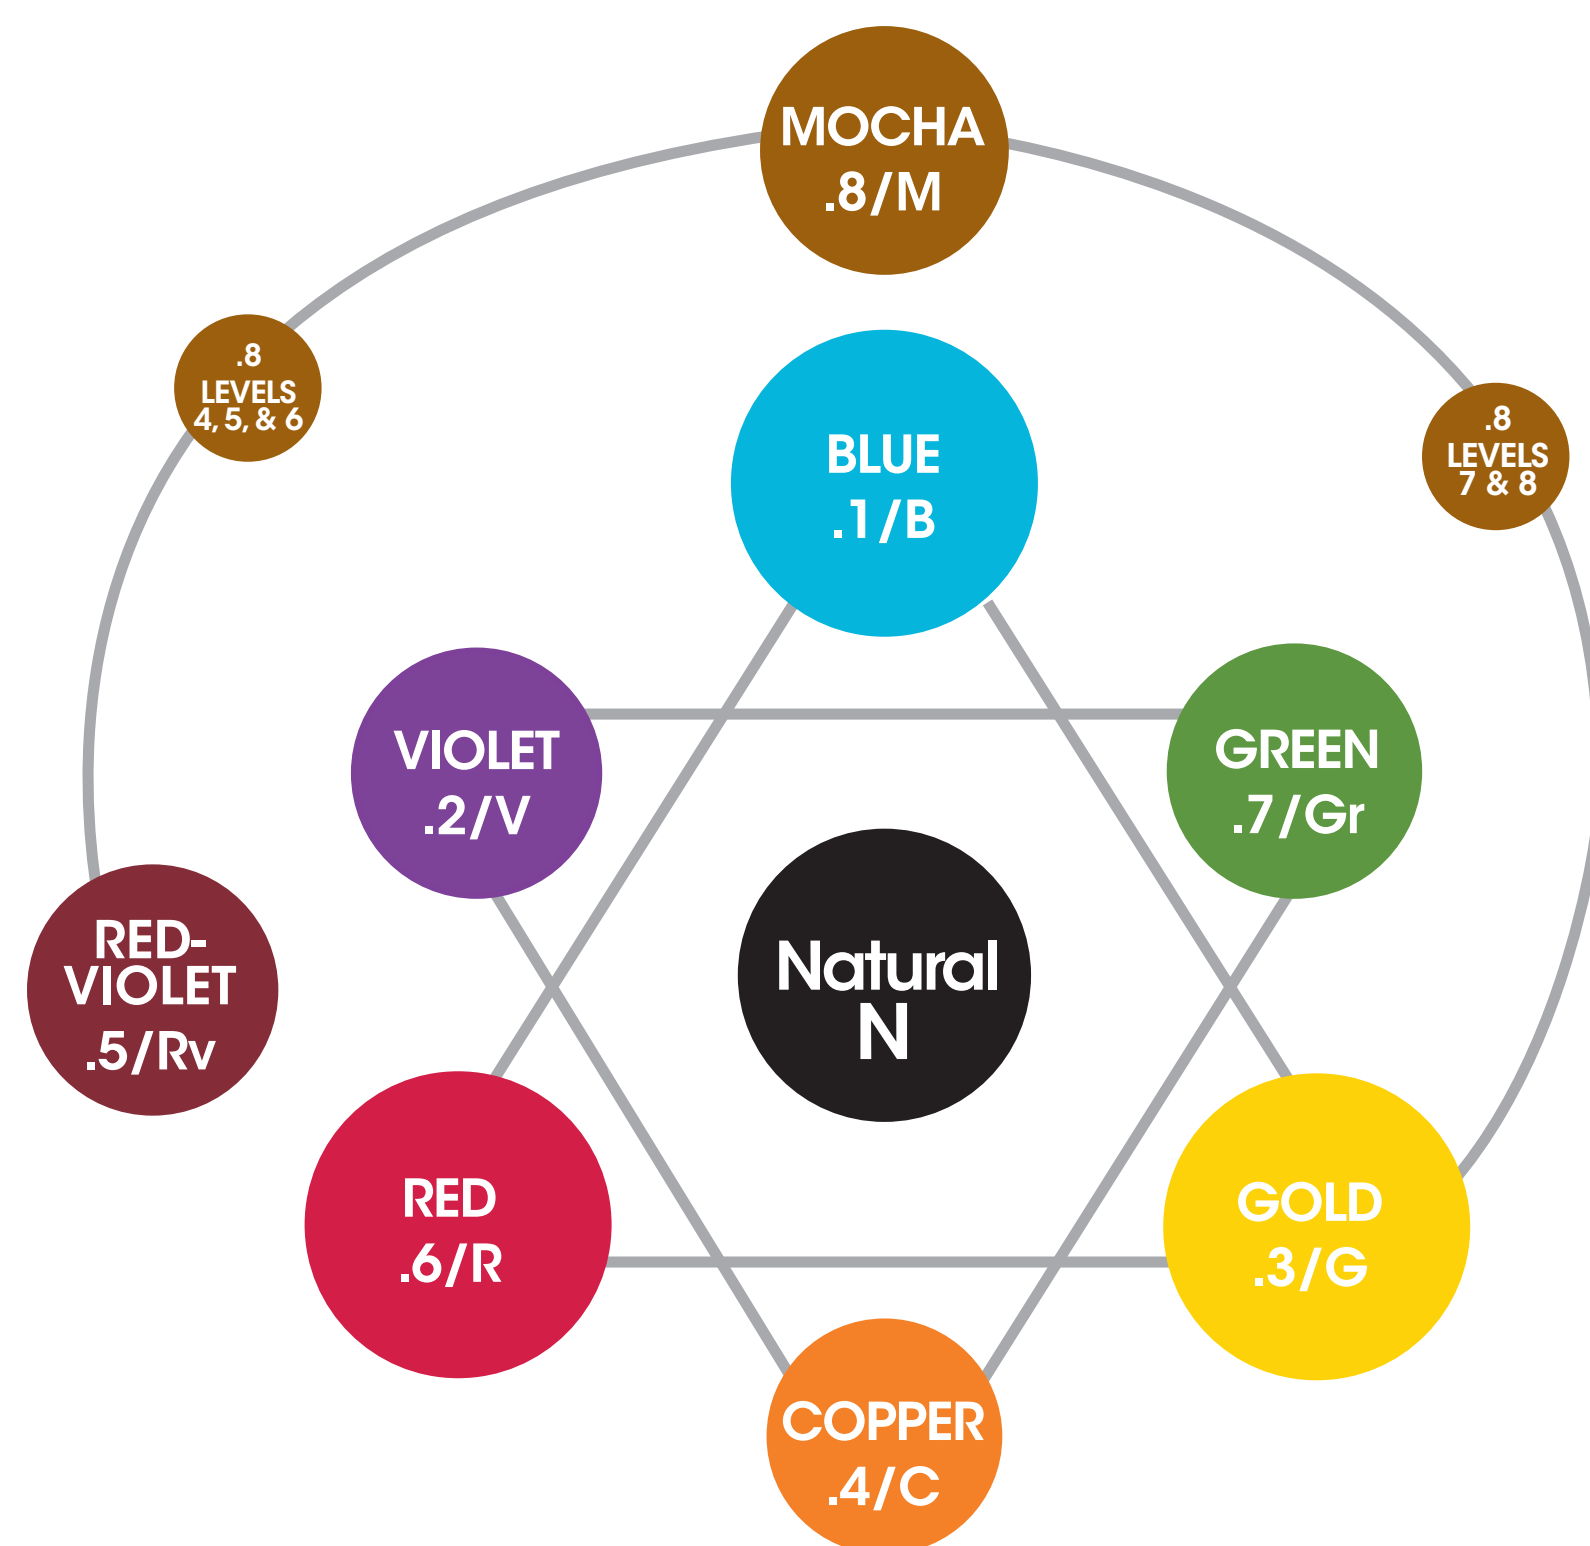 MOCHA
.8/M
.8
LEVELS
4, 5, & 6
.8
LEVELS
7 & 8
BLUE
.1/B
VIOLET
.2/V
GREEN
.7/Gr
RED-
VIOLET
.5/Rv
Natural
N
RED
.6/R
GOLD
.3/G
COPPER
.4/C